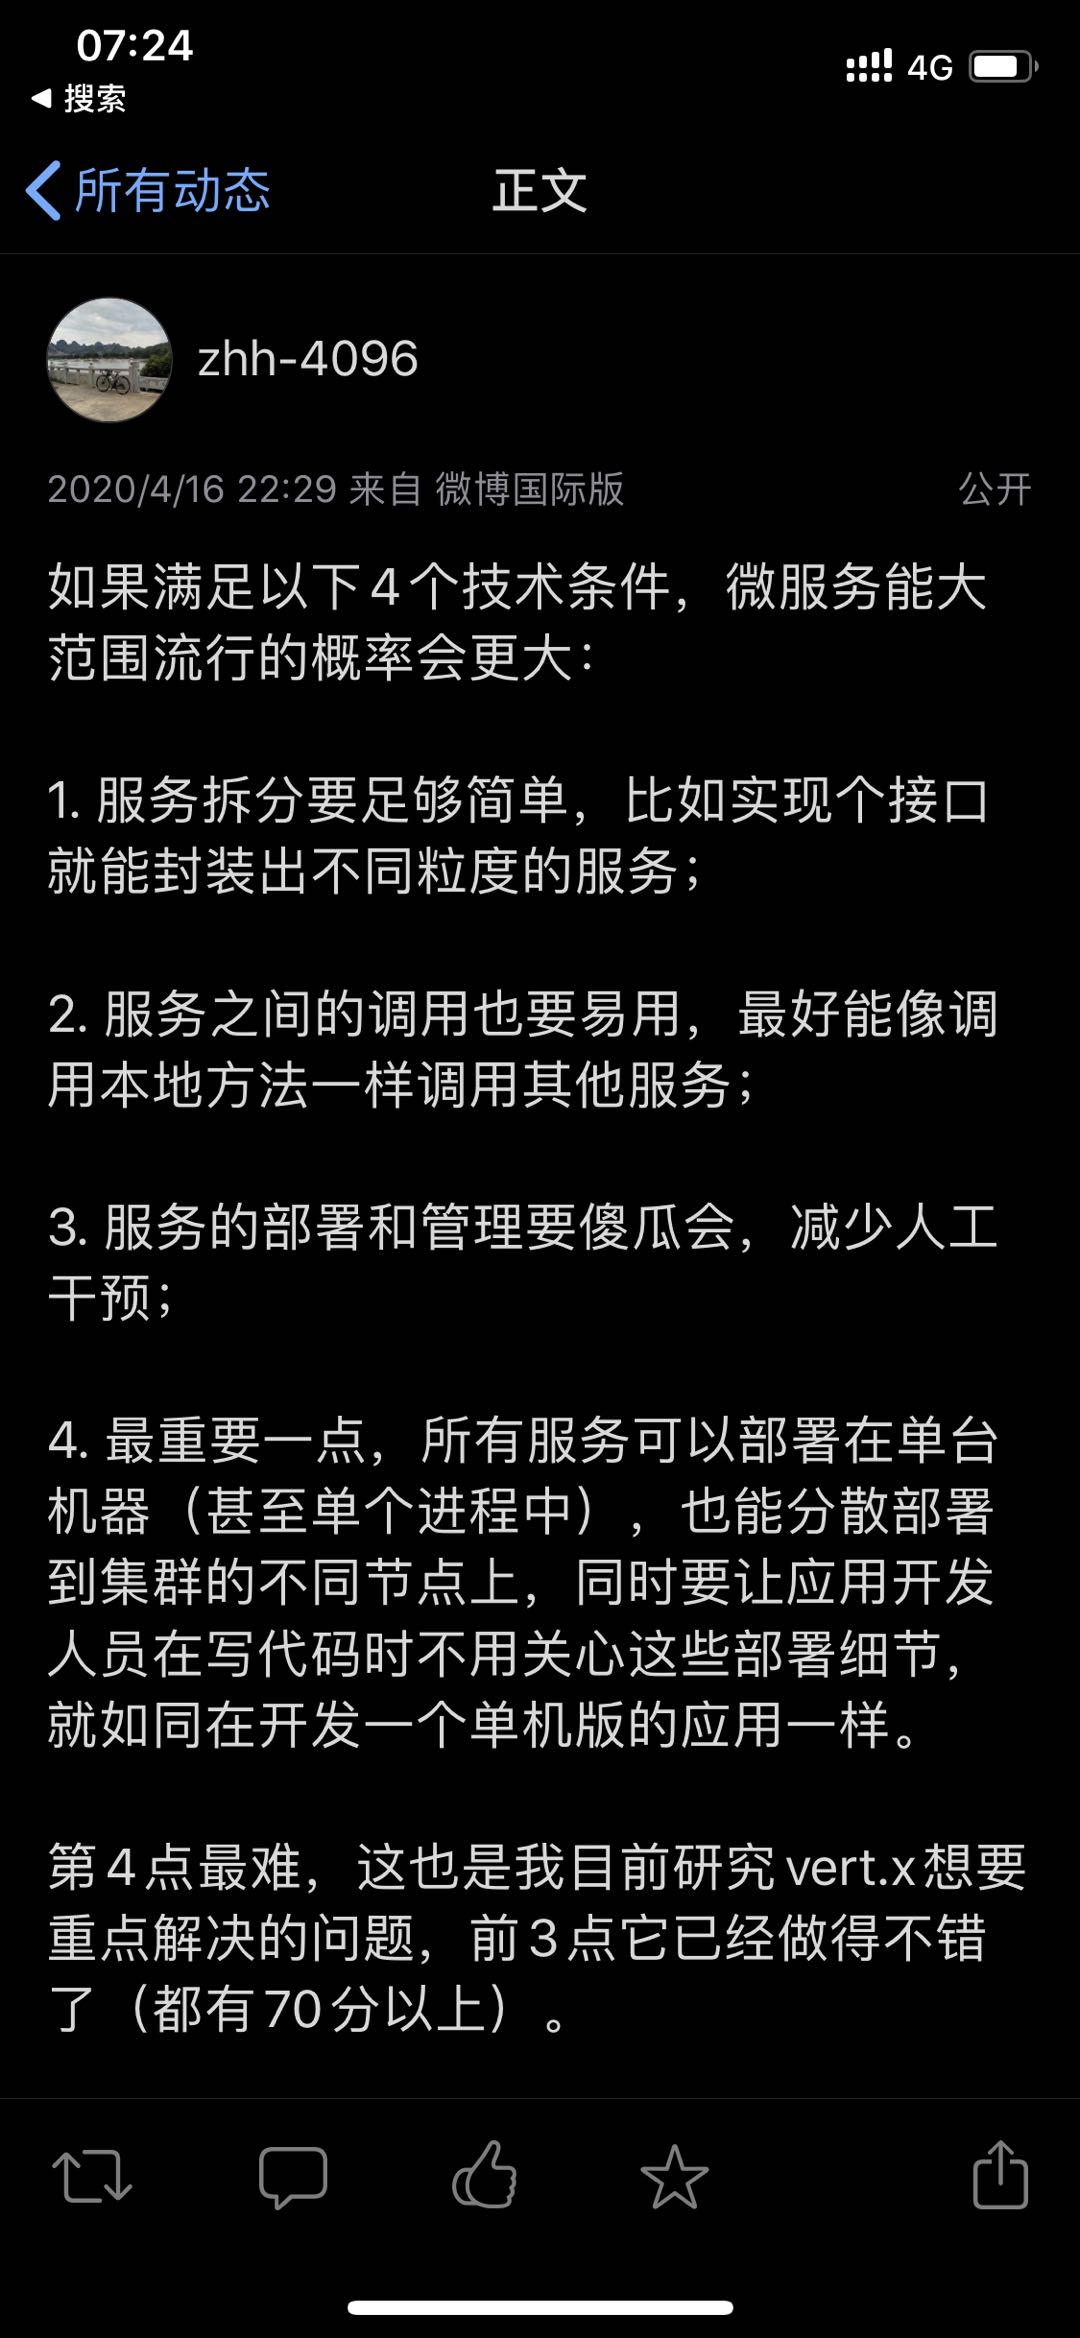 07:24
4G
◀ 搜索
所有动态
正文
zhh-4096
2020/4/16 22:29 来自 微博国际版
公开
如果满足以下4个技术条件，微服务能大
范围流行的概率会更大：
1. 服务拆分要足够简单，比如实现个接口
就能封装出不同粒度的服务；
2. 服务之间的调用也要易用，最好能像调
用本地方法一样调用其他服务；
3. 服务的部署和管理要傻瓜会，减少人工
干预；
4. 最重要一点，所有服务可以部署在单台
机器（甚至单个进程中），也能分散部署
到集群的不同节点上，同时要让应用开发
人员在写代码时不用关心这些部署细节，
就如同在开发一个单机版的应用一样。
第4点最难，这也是我目前研究vert.x想要
重点解决的问题，前3点它已经做得不错
了（都有70分以上）。